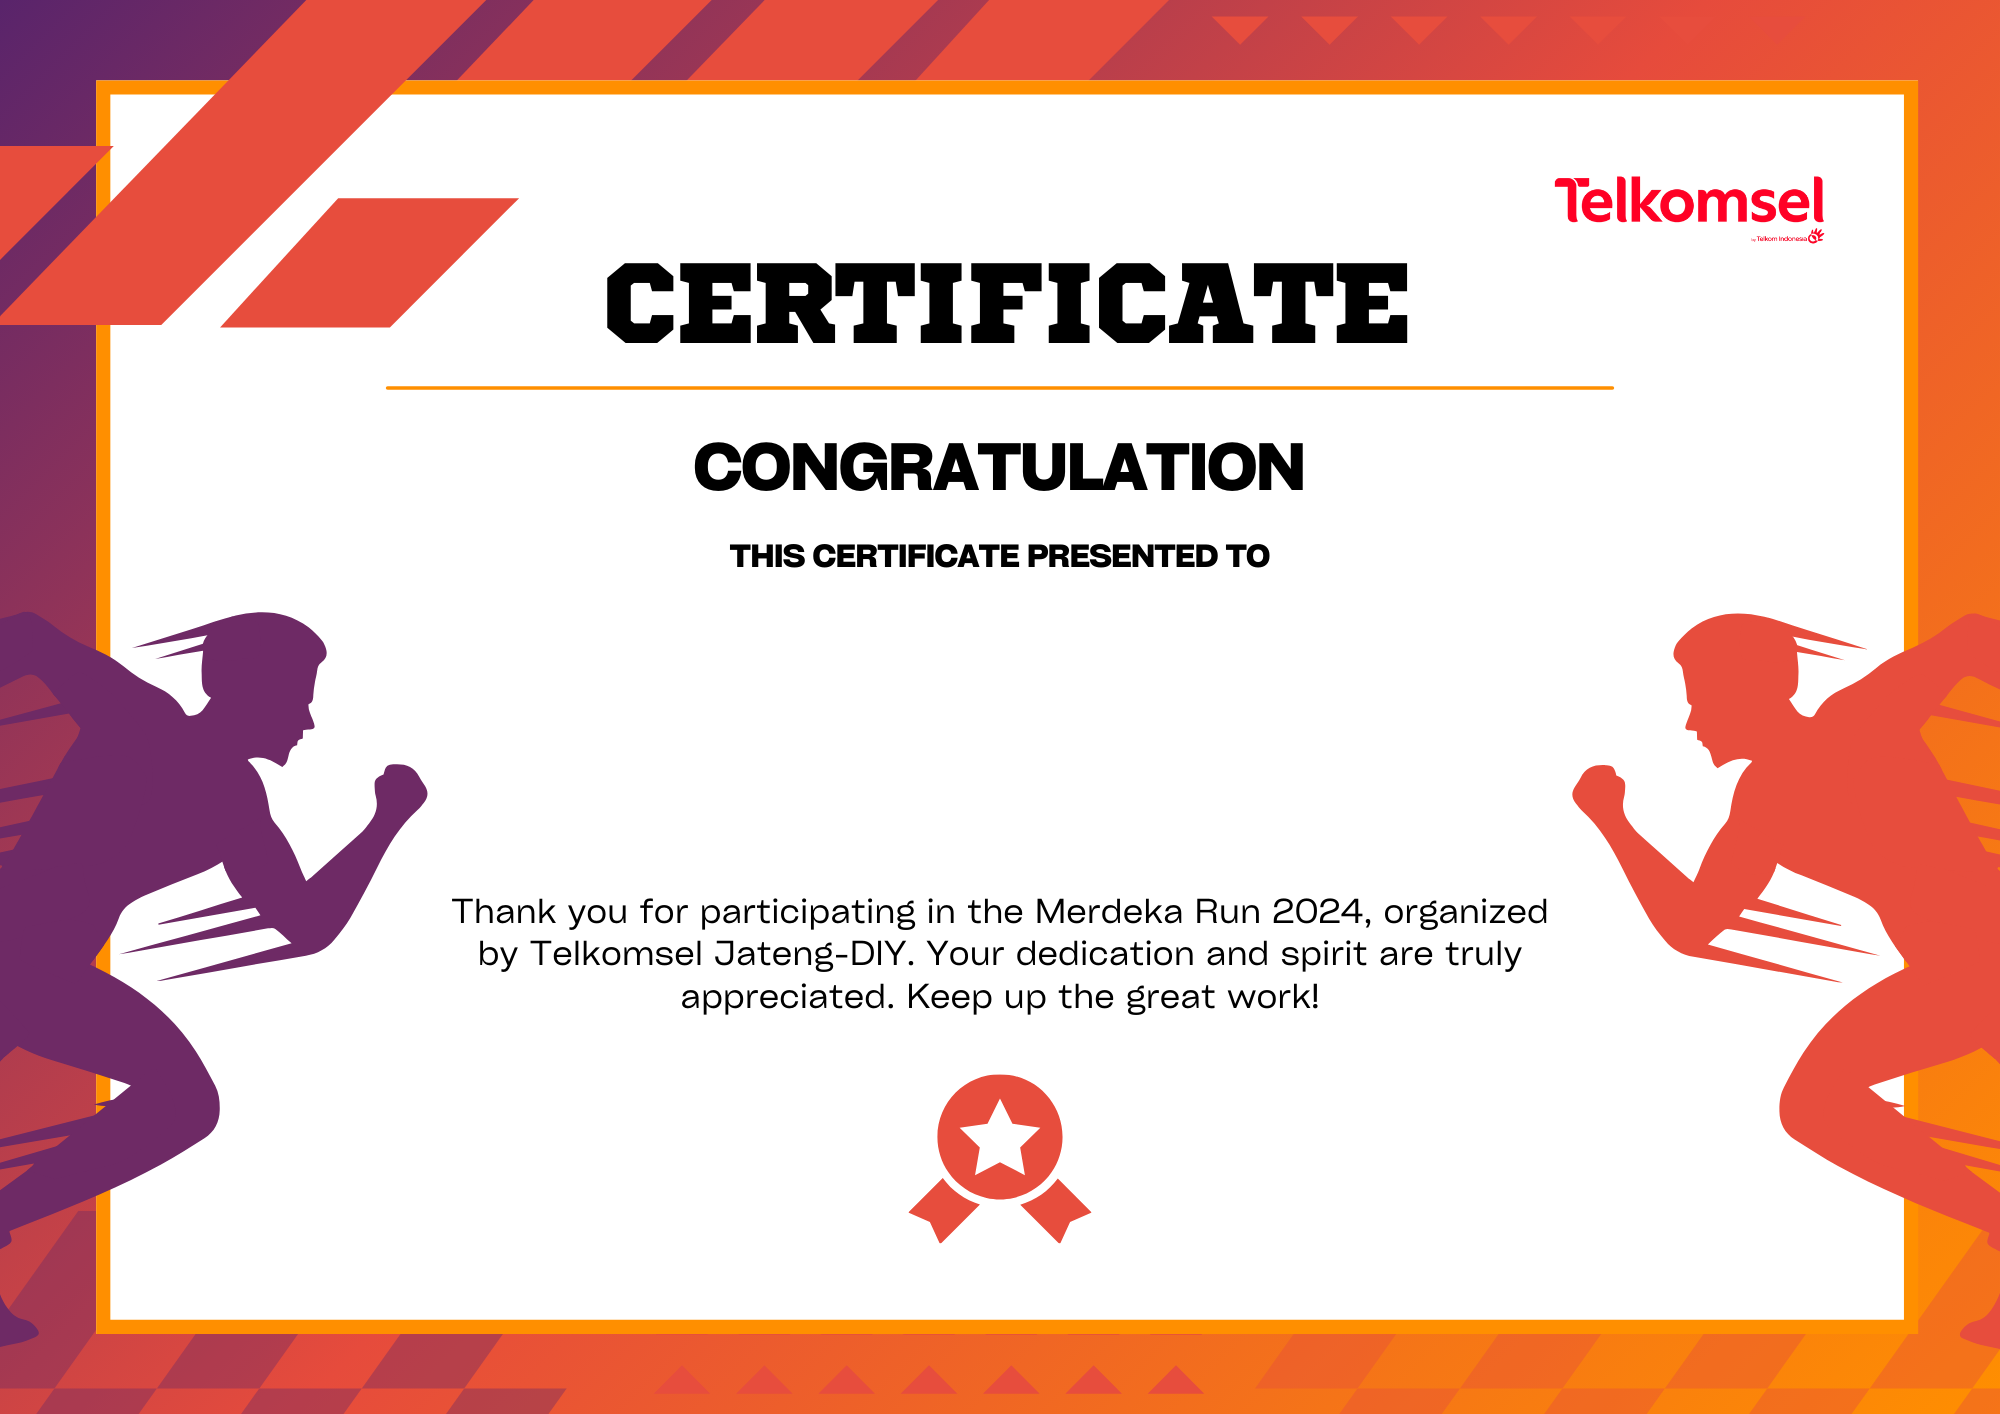 Telkomsel
by Telkom Indonesia
CERTIFICATE
CONGRATULATION
THIS CERTIFICATE PRESENTED TO
Thank you for participating in the Merdeka Run 2024, organized
by Telkomsel Jateng-DIY. Your dedication and spirit are truly
appreciated. Keep up the great work!